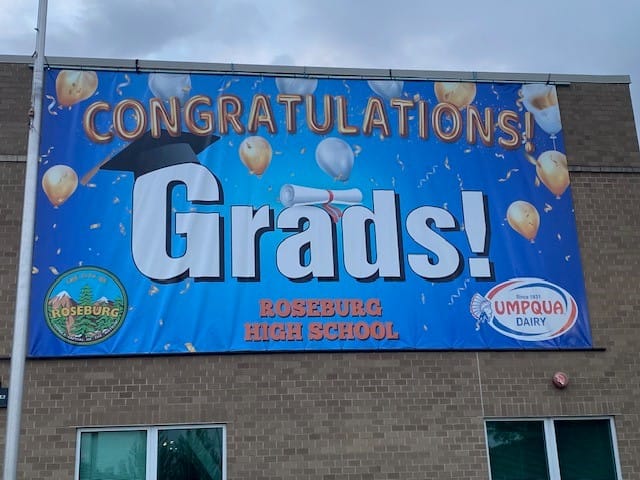 CONGRATULATIONS!
Grads!
ROSEBURG
HIGH SCHOOL
ROSEBURG
Since 1931
UMPQUA
DAIRY